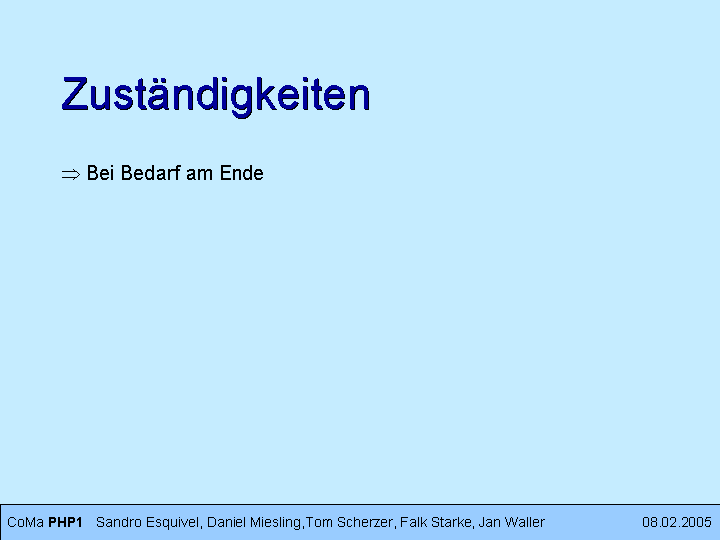 Zuständigkeiten
⇒ Bei Bedarf am Ende
CoMa PHP1 Sandro Esquivel, Daniel Miesling,Tom Scherzer, Falk Starke, Jan Waller 08.02.2005